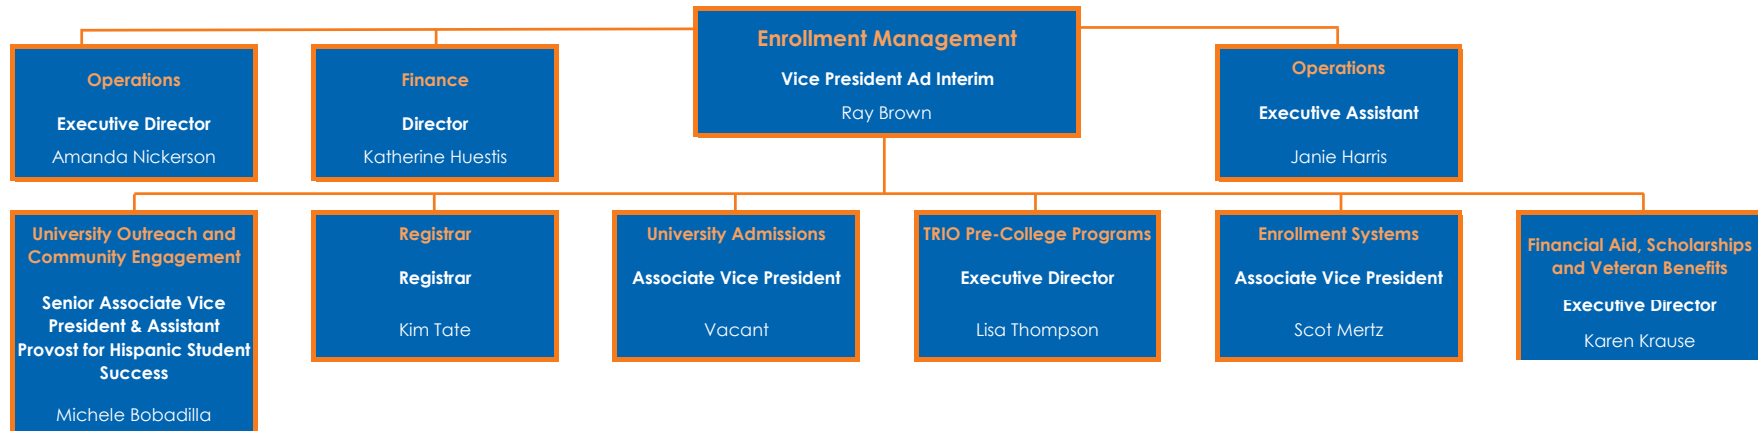 Enrollment Management
Vice President Ad Interim
Ray Brown
Operations
Executive Director
Amanda Nickerson
Finance
Director
Katherine Huestis
Operations
Executive Assistant
Janie Harris
University Outreach and
Community Engagement
Senior Associate Vice
President & Assistant
Provost for Hispanic Student
Success
Michele Bobadilla
Registrar
Registrar
Kim Tate
University Admissions
Associate Vice President
Vacant
TRIO Pre-College Programs
Executive Director
Lisa Thompson
Enrollment Systems
Associate Vice President
Scot Mertz
Financial Aid, Scholarships
and Veteran Benefits
Executive Director
Karen Krause